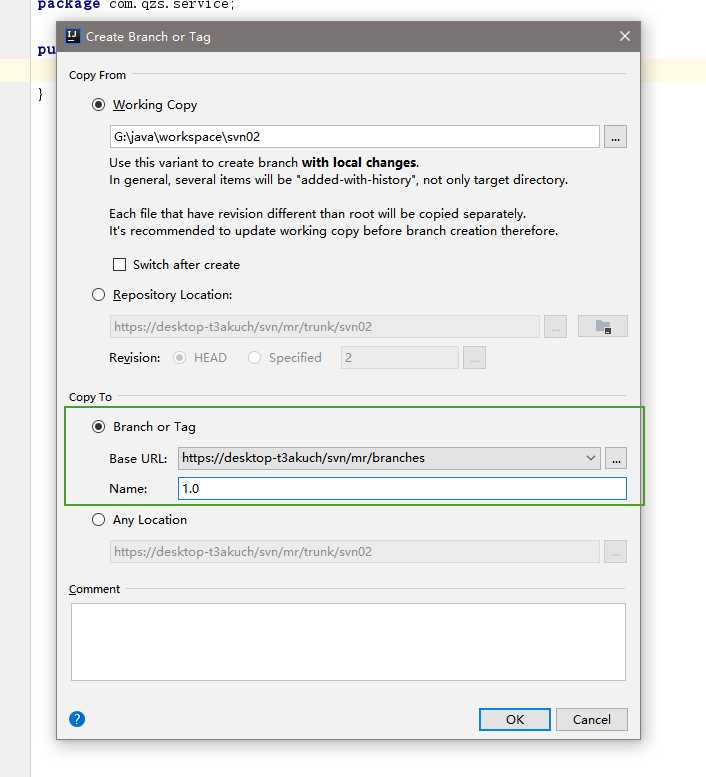 package com.qzs.service;
pu
}
Create Branch or Tag
Copy From
Working Copy
G:\java\workspace\svn02
...
Use this variant to create branch with local changes.
In general, several items will be "added-with-history", not only target directory.
Each file that have revision different than root will be copied separately.
It's recommended to update working copy before branch creation therefore.
Switch after create
Repository Location:
https://desktop-t3akuch/svn/mr/trunk/svn02
...
Revision: HEAD Specified 2 ...
Copy To
Branch or Tag
Base URL: https://desktop-t3akuch/svn/mr/branches ...
Name: 1.0
Any Location
https://desktop-t3akuch/svn/mr/trunk/svn02 ...
Comment
? OK Cancel